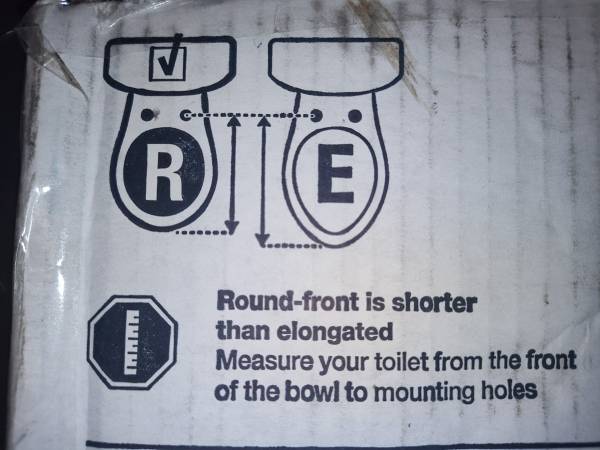 R E
Round-front is shorter
than elongated
Measure your toilet from the front
of the bowl to mounting holes